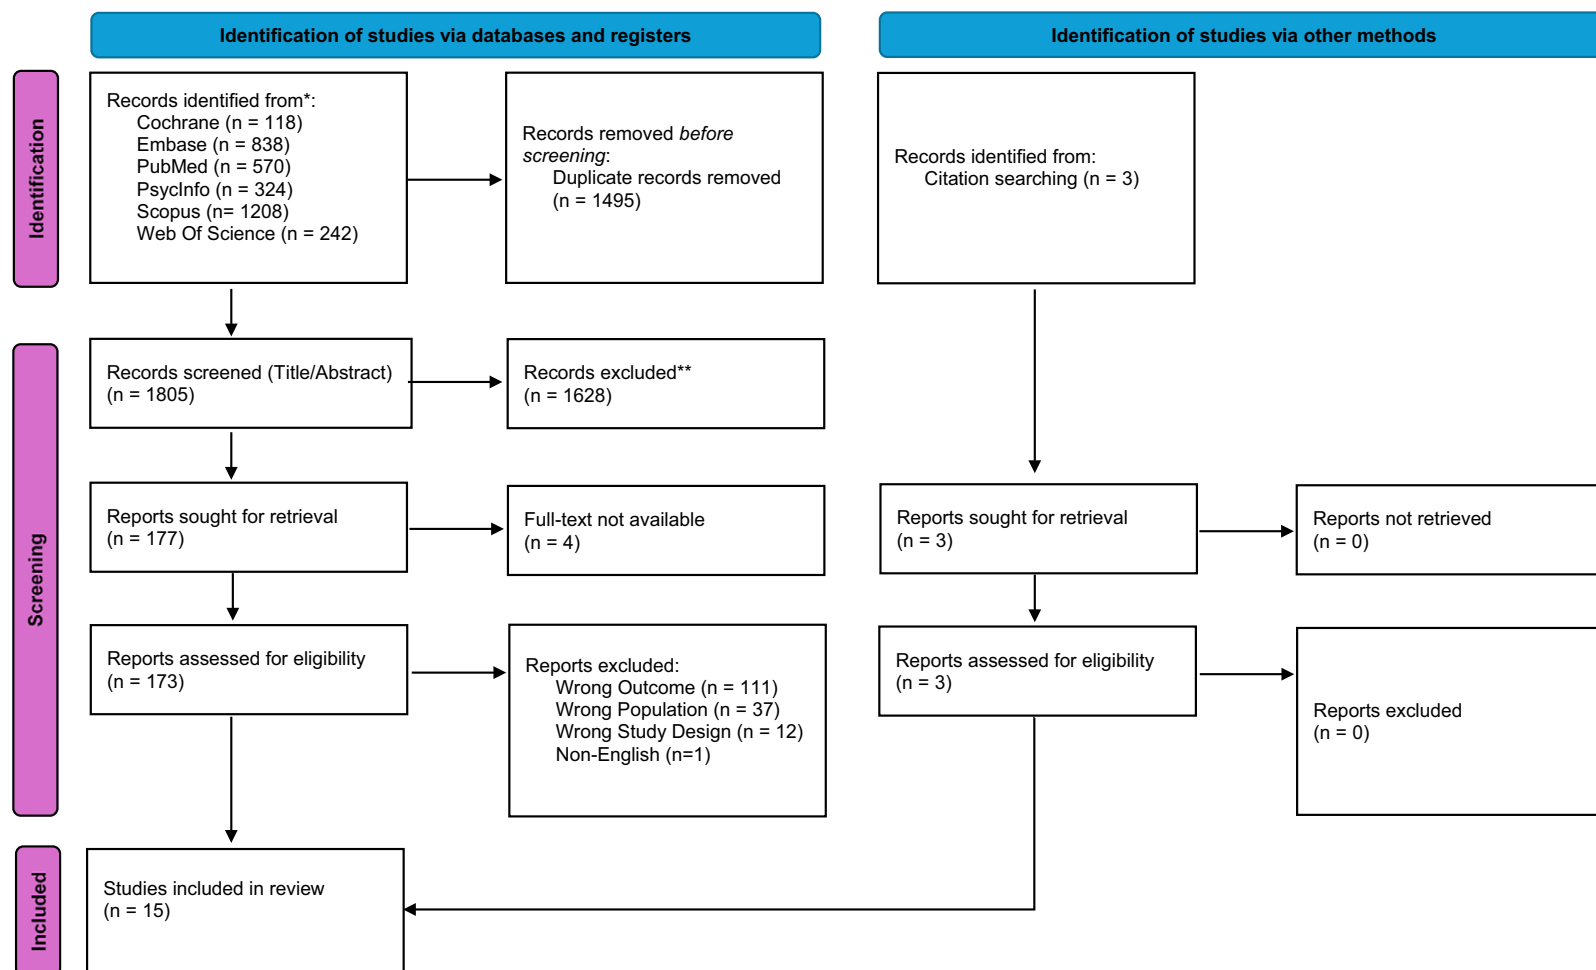 Identification of studies via databases and registers
Identification of studies via other methods
Identification
Records identified from*:
Cochrane (n = 118)
Embase (n = 838)
PubMed (n = 570)
PsycInfo (n = 324)
Scopus (n= 1208)
Web Of Science (n = 242)
Records removed before
screening:
Duplicate records removed
(n = 1495)
Records identified from:
Citation searching (n = 3)
Screening
Records screened (Title/Abstract)
(n = 1805)
Records excluded**
(n = 1628)
Reports sought for retrieval
(n = 177)
Full-text not available
(n = 4)
Reports sought for retrieval
(n = 3)
Reports not retrieved
(n = 0)
Reports assessed for eligibility
(n = 173)
Reports excluded:
Wrong Outcome (n = 111)
Wrong Population (n = 37)
Wrong Study Design (n = 12)
Non-English (n=1)
Reports assessed for eligibility
(n = 3)
Reports excluded
(n = 0)
Included
Studies included in review
(n = 15)